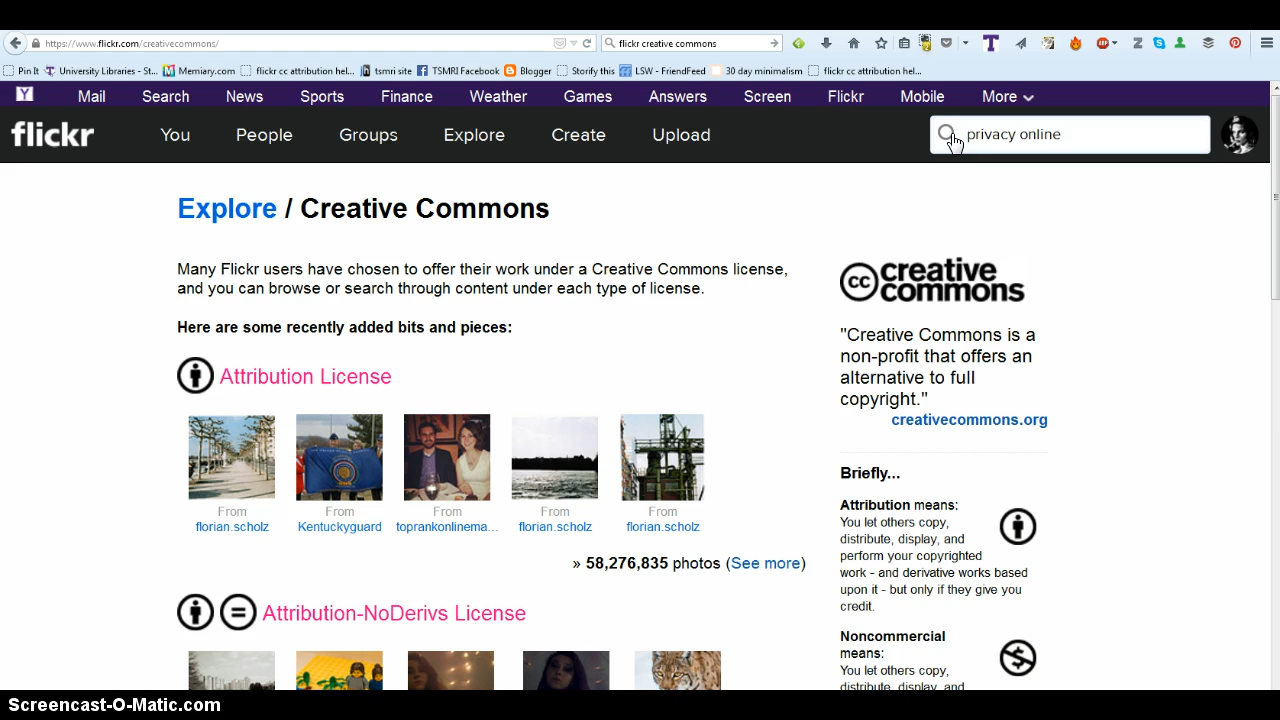 https://www.flickr.com/creativecommons/
flickr creative commons
Pin It
University Libraries - St...
Memiary.com
flickr cc attribution hel...
tsmri site
TSMRI Facebook
Blogger
Storify this
LSW - FriendFeed
30 day minimalism
flickr cc attribution hel...
Y
Mail
Search
News
Sports
Finance
Weather
Games
Answers
Screen
Flickr
Mobile
More
flickr
You
People
Groups
Explore
Create
Upload
privacy online
Explore / Creative Commons
Many Flickr users have chosen to offer their work under a Creative Commons license,
and you can browse or search through content under each type of license.
Here are some recently added bits and pieces:
Attribution License
From
florian.scholz
From
Kentuckyguard
From
toprankonlinema...
From
florian.scholz
From
florian.scholz
» 58,276,835 photos (See more)
Attribution-NoDerivs License
cc creative
commons
"Creative Commons is a
non-profit that offers an
alternative to full
copyright."
creativecommons.org
Briefly...
Attribution means:
You let others copy,
distribute, display, and
perform your copyrighted
work - and derivative works based
upon it - but only if they give you
credit.
Noncommercial
means:
You let others copy,
distribute, display, and
Screencast-O-Matic.com